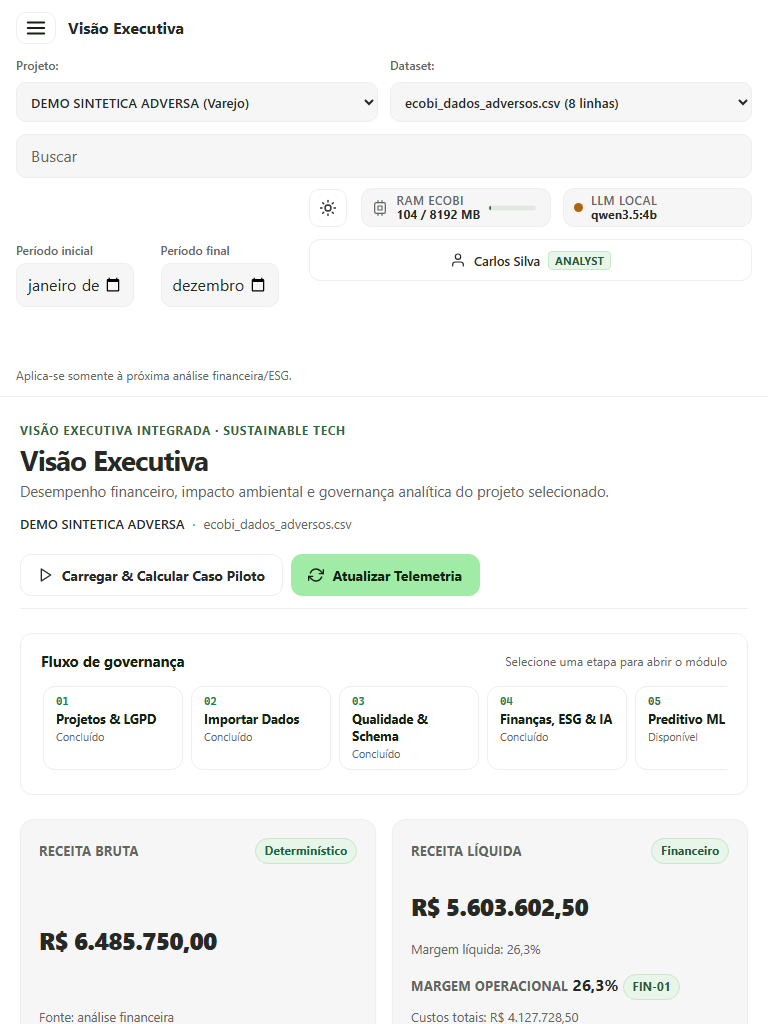 Visão Executiva
Projeto:
Dataset:
DEMO SINTETICA ADVERSA (Varejo)
ecobi_dados_adversos.csv (8 linhas)
Buscar
RAM ECOBI
104 / 8192 MB
LLM LOCAL
qwen3.5:4b
Período inicial
Período final
janeiro de
dezembro
Carlos Silva
ANALYST
Aplica-se somente à próxima análise financeira/ESG.
VISÃO EXECUTIVA INTEGRADA · SUSTAINABLE TECH
Visão Executiva
Desempenho financeiro, impacto ambiental e governança analítica do projeto selecionado.
DEMO SINTETICA ADVERSA · ecobi_dados_adversos.csv
Carregar & Calcular Caso Piloto
Atualizar Telemetria
Fluxo de governança
Selecione uma etapa para abrir o módulo
01
Projetos & LGPD
Concluído
02
Importar Dados
Concluído
03
Qualidade &
Schema
Concluído
04
Finanças, ESG & IA
Concluído
05
Preditivo ML
Disponível
RECEITA BRUTA
Determinístico
R$ 6.485.750,00
Fonte: análise financeira
RECEITA LÍQUIDA
Financeiro
R$ 5.603.602,50
Margem líquida: 26,3%
MARGEM OPERACIONAL 26,3% FIN-01
Custos totais: R$ 4.127.728,50